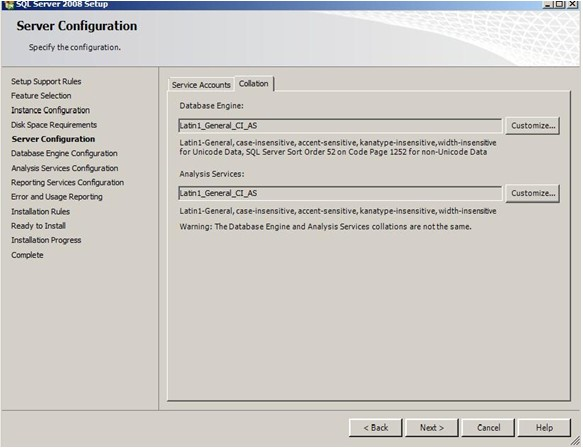 SQL Server 2008 Setup
Server Configuration
Specify the configuration.
Setup Support Rules
Feature Selection
Instance Configuration
Disk Space Requirements
Server Configuration
Database Engine Configuration
Analysis Services Configuration
Reporting Services Configuration
Error and Usage Reporting
Installation Rules
Ready to Install
Installation Progress
Complete
Service Accounts Collation
Database Engine:
Latin1_General_CI_AS Customize...
Latin1-General, case-insensitive, accent-sensitive, kanatype-insensitive, width-insensitive
for Unicode Data, SQL Server Sort Order 52 on Code Page 1252 for non-Unicode Data
Analysis Services:
Latin1_General_CI_AS Customize...
Latin1-General, case-insensitive, accent-sensitive, kanatype-insensitive, width-insensitive
Warning: The Database Engine and Analysis Services collations are not the same.
< Back Next > Cancel Help